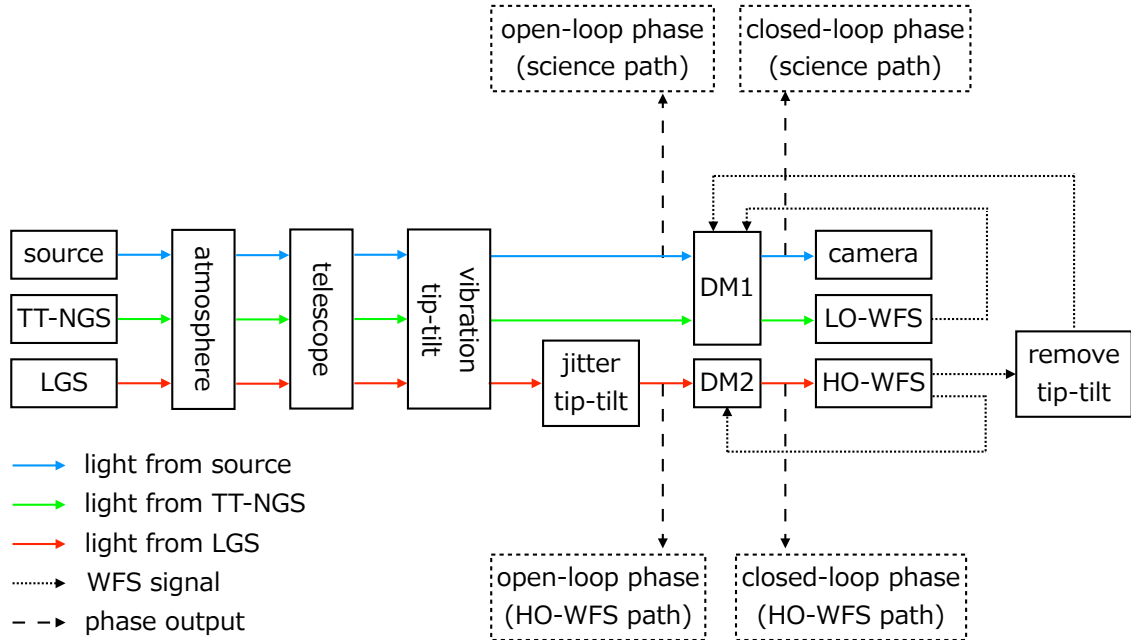 open-loop phase
(science path)
closed-loop phase
(science path)
source
TT-NGS
LGS
atmosphere
telescope
vibration
tip-tilt
jitter
tip-tilt
DM1
DM2
camera
LO-WFS
HO-WFS
remove
tip-tilt
light from source
light from TT-NGS
light from LGS
WFS signal
phase output
open-loop phase
(HO-WFS path)
closed-loop phase
(HO-WFS path)